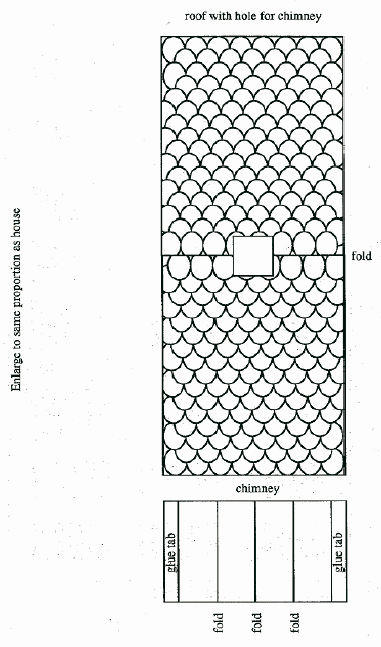 roof with hole for chimney
Enlarge to same proportion as house
fold
chimney
glue tab
glue tab
fold
fold
fold